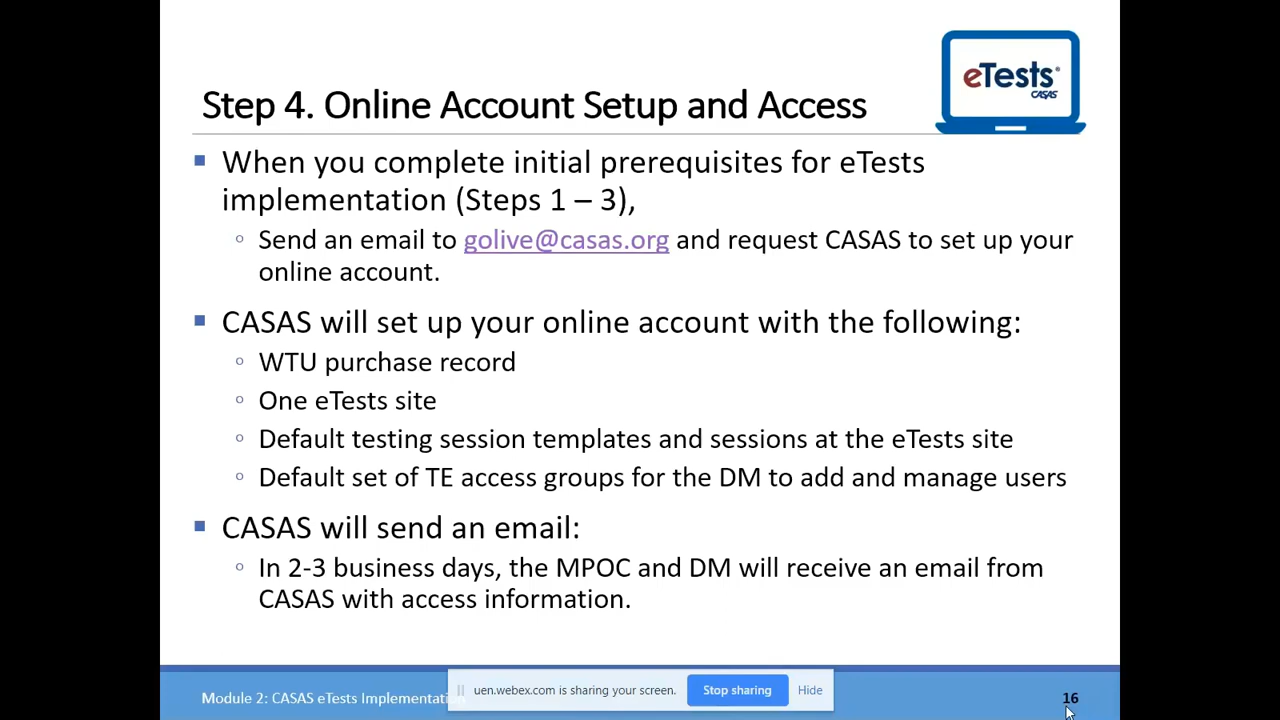 eTests®
CASAS
Step 4. Online Account Setup and Access
When you complete initial prerequisites for eTests
implementation (Steps 1 – 3),
Send an email to golive@casas.org and request CASAS to set up your
online account.
CASAS will set up your online account with the following:
WTU purchase record
One eTests site
Default testing session templates and sessions at the eTests site
Default set of TE access groups for the DM to add and manage users
CASAS will send an email:
In 2-3 business days, the MPOC and DM will receive an email from
CASAS with access information.
Module 2: CASAS eTests Implementatio
uen.webex.com is sharing your screen. Stop sharing Hide
16